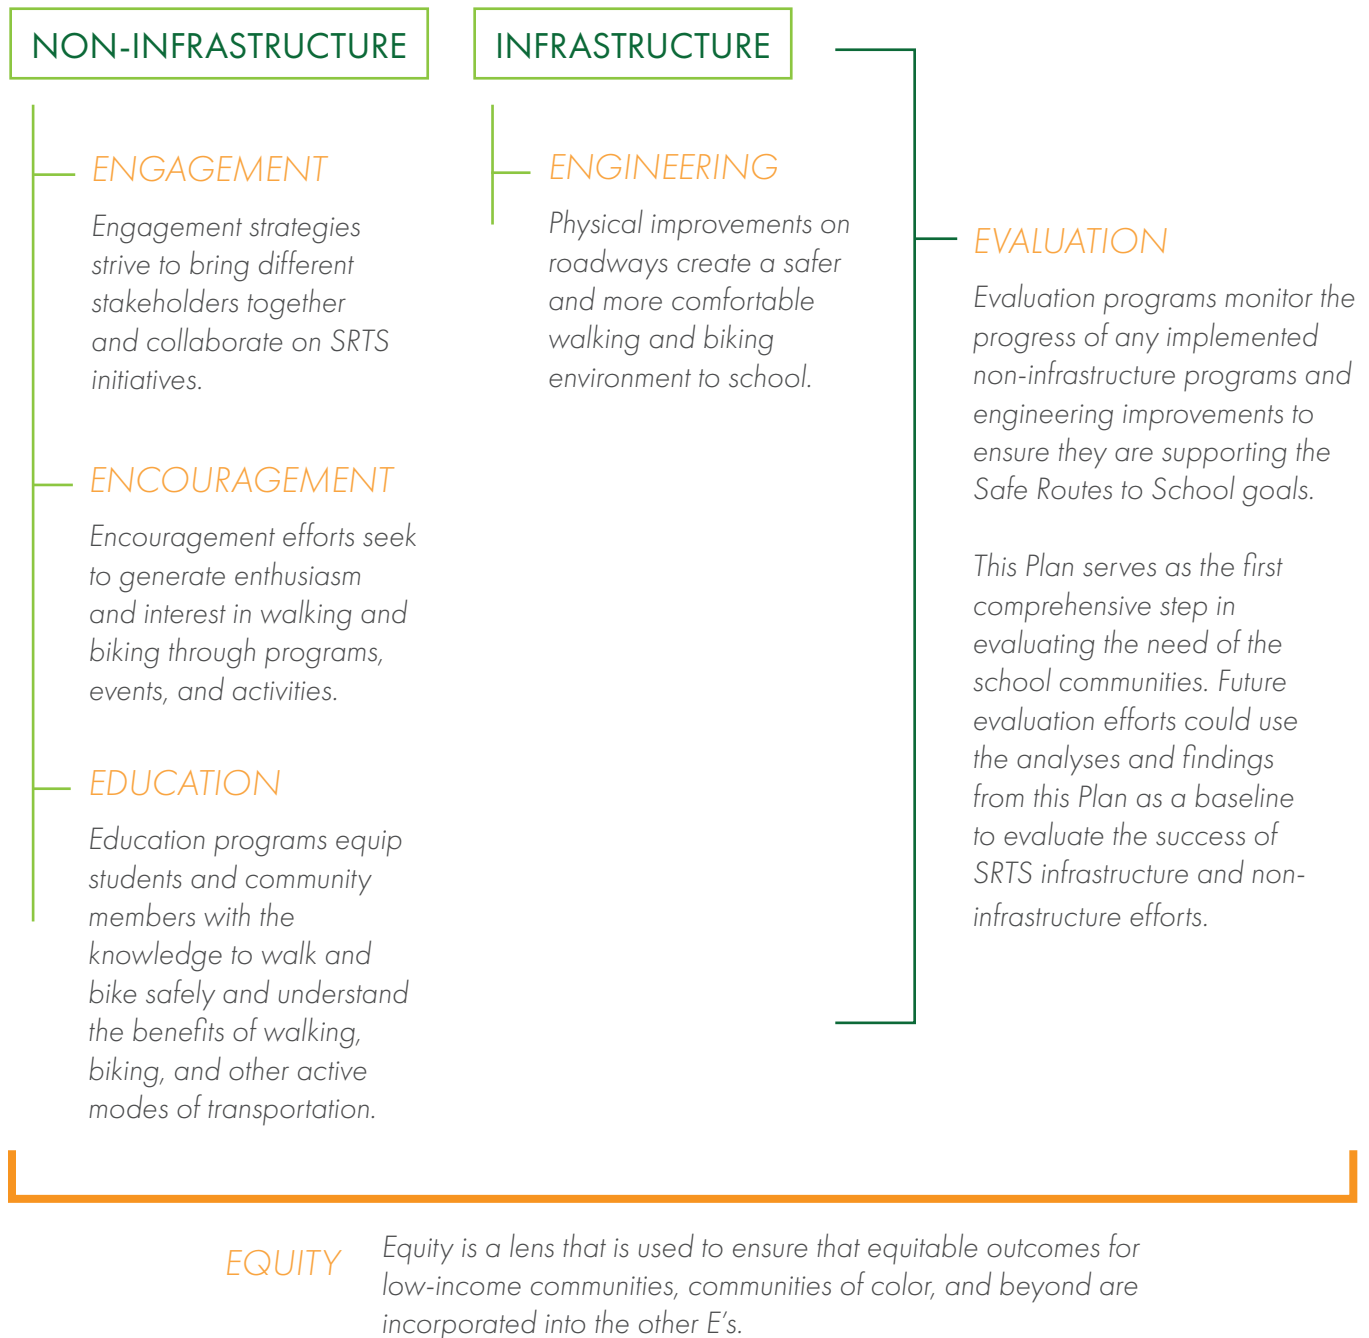 NON-INFRASTRUCTURE
ENGAGEMENT
Engagement strategies
strive to bring different
stakeholders together
and collaborate on SRTS
initiatives.
ENCOURAGEMENT
Encouragement efforts seek
to generate enthusiasm
and interest in walking and
biking through programs,
events, and activities.
EDUCATION
Education programs equip
students and community
members with the
knowledge to walk and
bike safely and understand
the benefits of walking,
biking, and other active
modes of transportation.
INFRASTRUCTURE
ENGINEERING
Physical improvements on
roadways create a safer
and more comfortable
walking and biking
environment to school.
EVALUATION
Evaluation programs monitor the
progress of any implemented
non-infrastructure programs and
engineering improvements to
ensure they are supporting the
Safe Routes to School goals.
This Plan serves as the first
comprehensive step in
evaluating the need of the
school communities. Future
evaluation efforts could use
the analyses and findings
from this Plan as a baseline
to evaluate the success of
SRTS infrastructure and non-
infrastructure efforts.
EQUITY
Equity is a lens that is used to ensure that equitable outcomes for
low-income communities, communities of color, and beyond are
incorporated into the other E's.